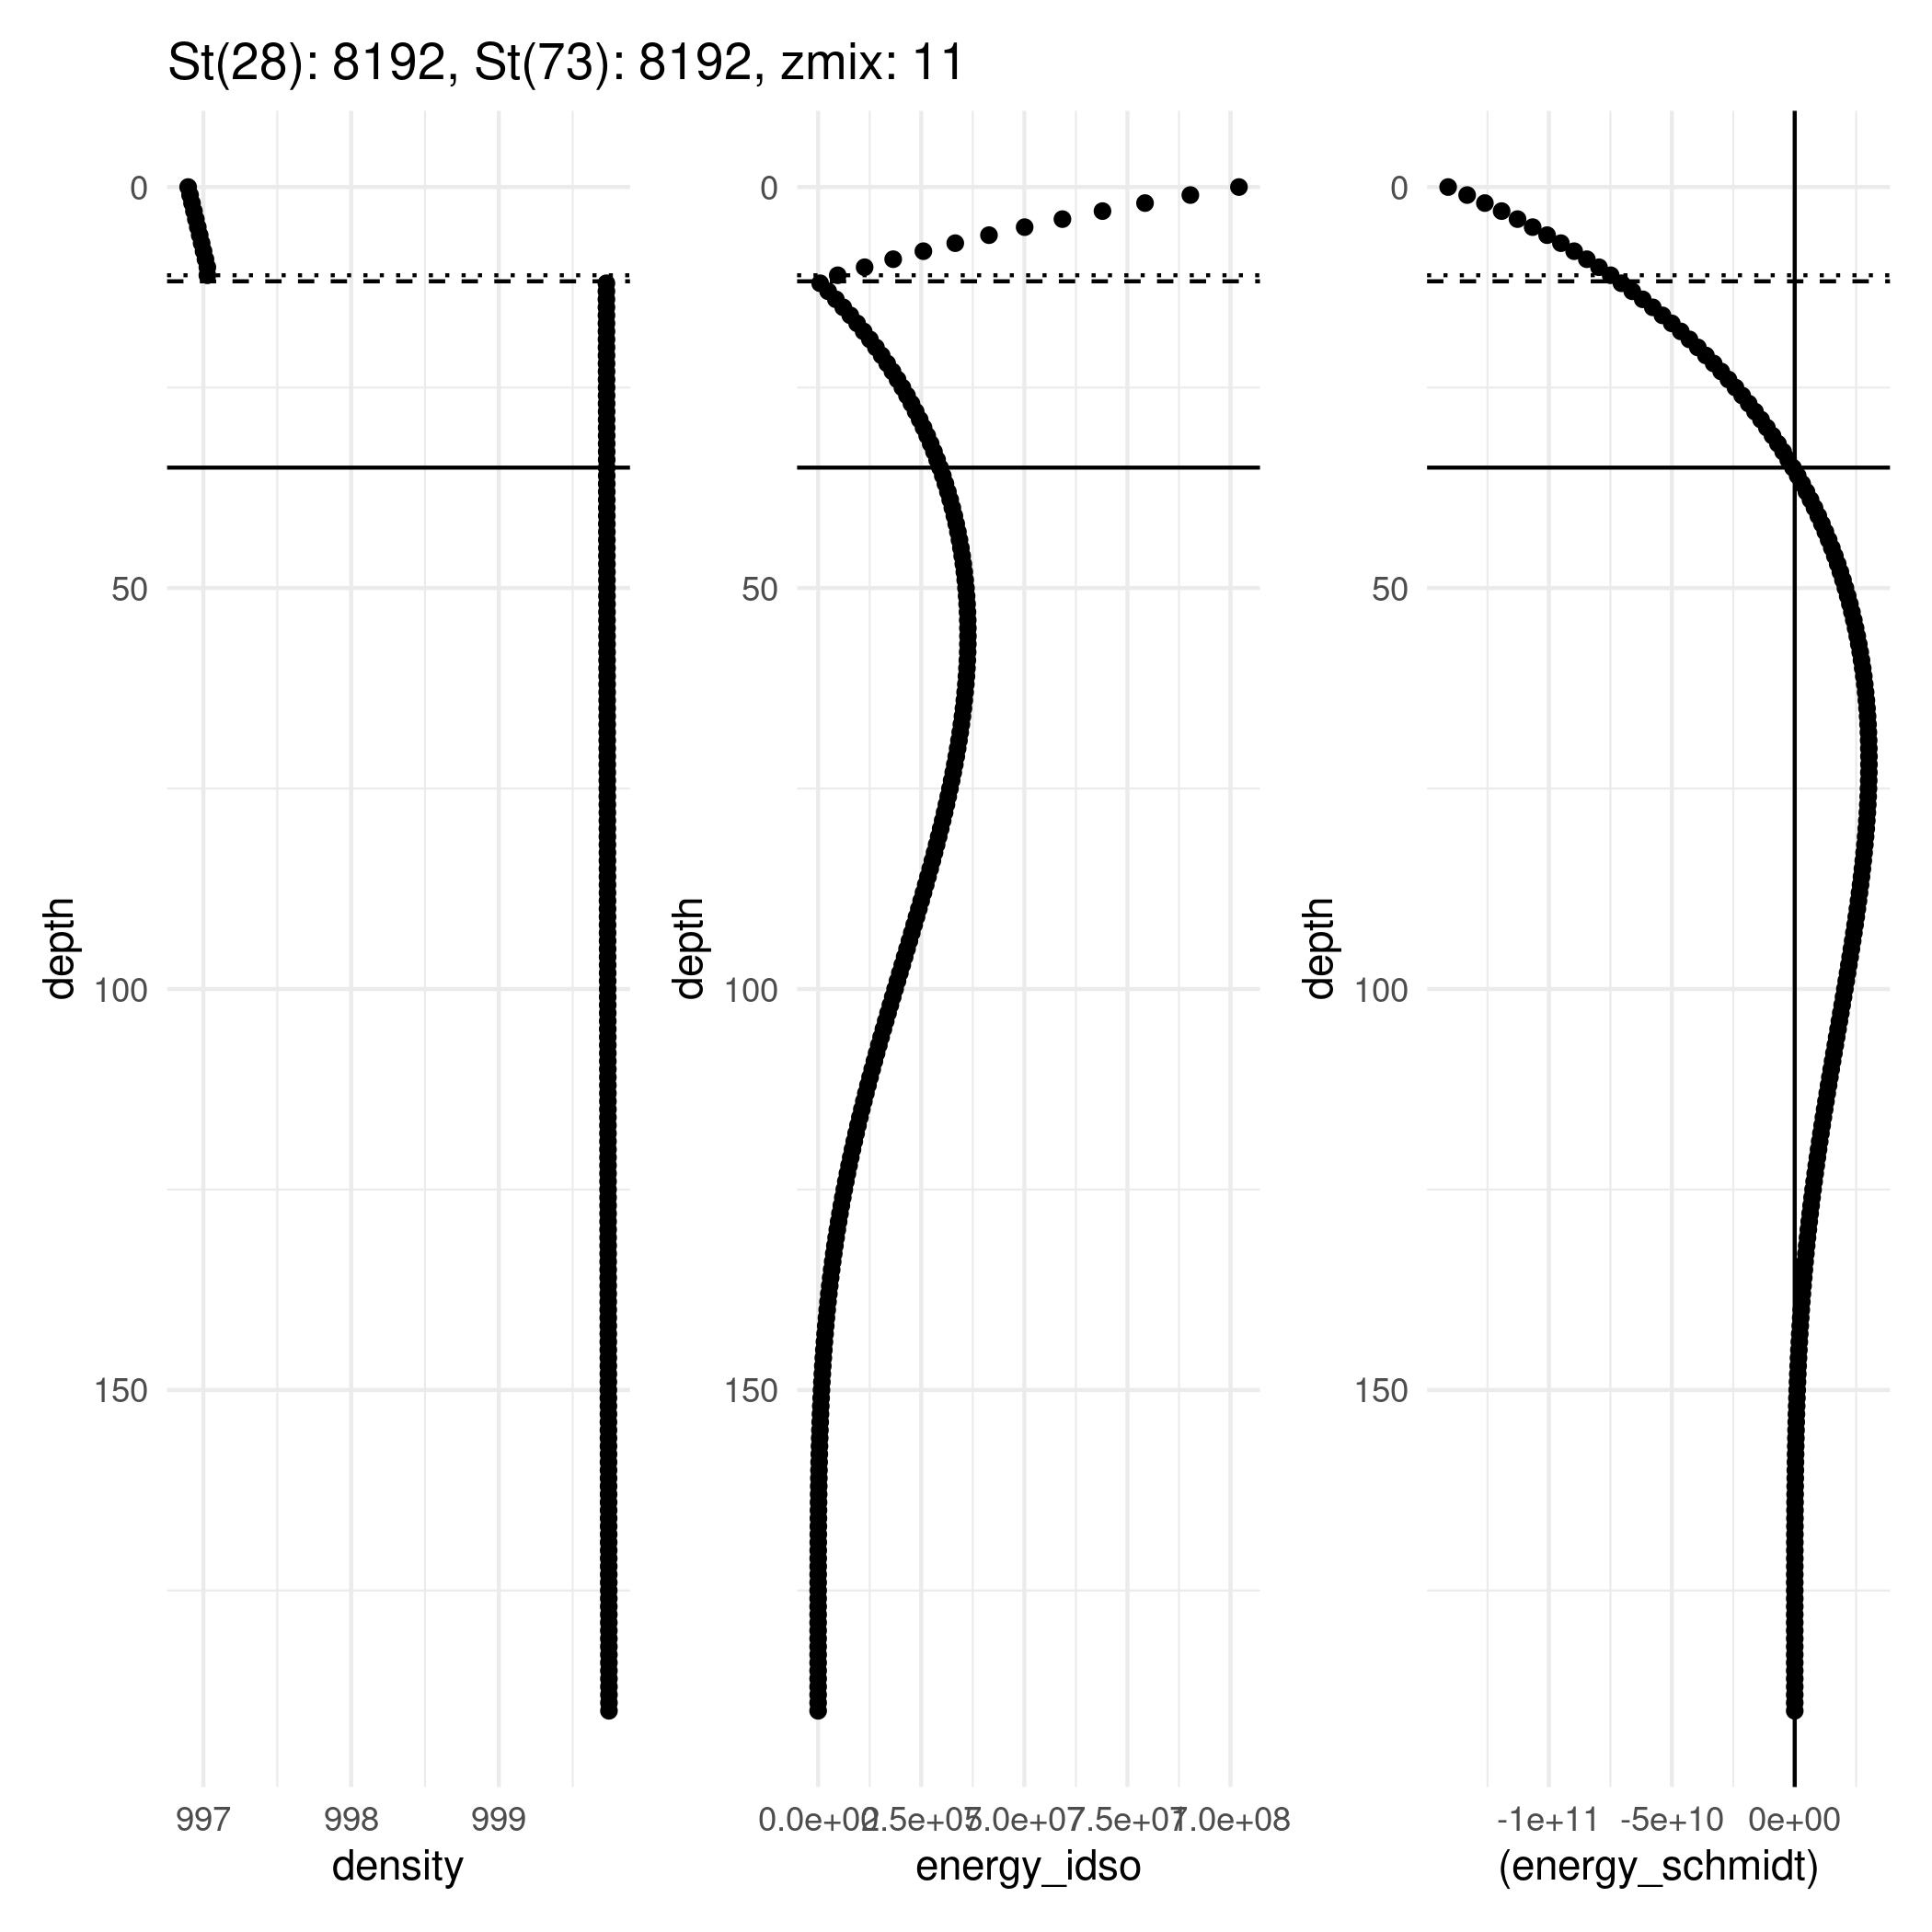 St(28): 8192, St(73): 8192, zmix: 11
0
50
100
150
depth
997 998 999
density
0
50
100
150
depth
0.0e+00 2.5e+07 5.0e+07 7.5e+07 1.0e+08
energy_idso
0
50
100
150
depth
-1e+11 -5e+10 0e+00
(energy_schmidt)